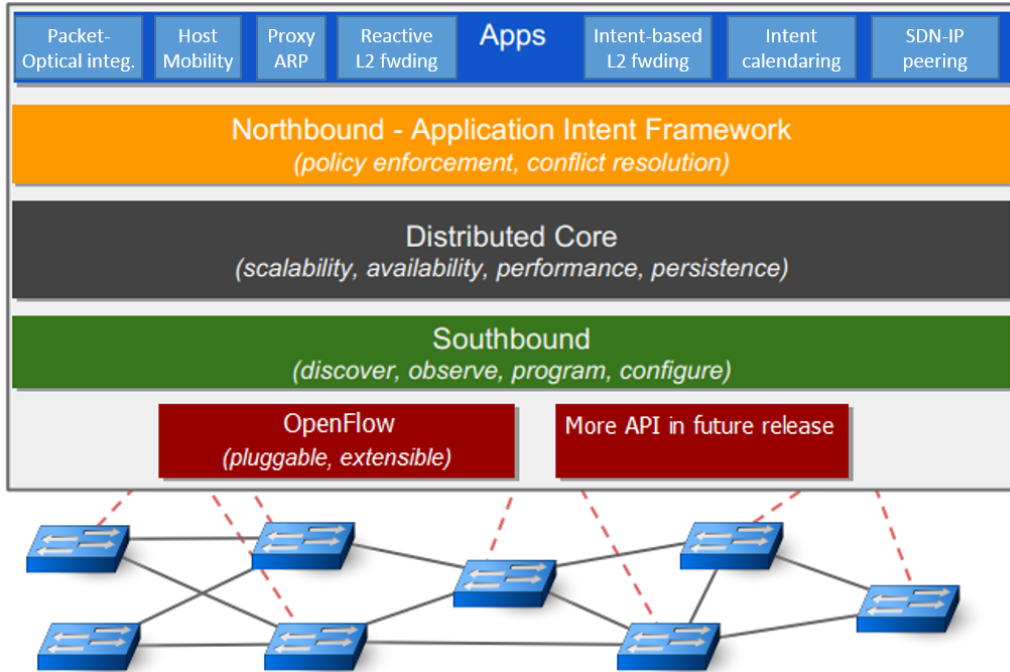 Packet-
Optical integ.
Host
Mobility
Proxy
ARP
Reactive
L2 fwding
Apps
Intent-based
L2 fwding
Intent
calendaring
SDN-IP
peering
Northbound - Application Intent Framework
(policy enforcement, conflict resolution)
Distributed Core
(scalability, availability, performance, persistence)
Southbound
(discover, observe, program, configure)
OpenFlow
(pluggable, extensible)
More API in future release